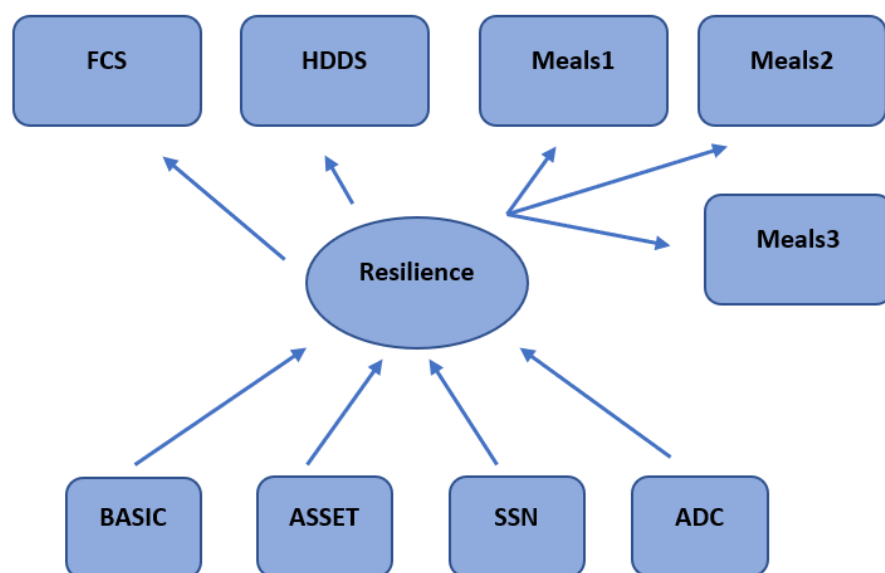 FCS
HDDS
Meals1
Meals2
Meals3
Resilience
BASIC
ASSET
SSN
ADC